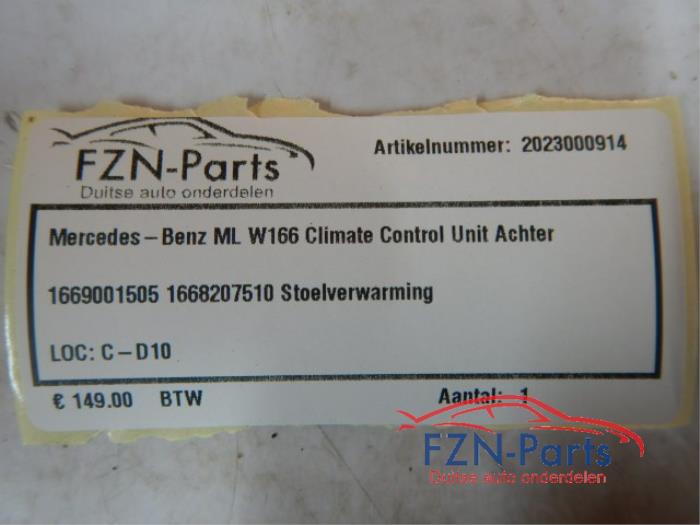 FZN-Parts
Duitse auto onderdelen
Artikelnummer: 2023000914
Mercedes-Benz ML W166 Climate Control Unit Achter
1669001505 1668207510 Stoelverwarming
LOC: C-D10
€ 149.00 BTW Aantal: 1
FZN-Parts
Duitse auto onderdelen